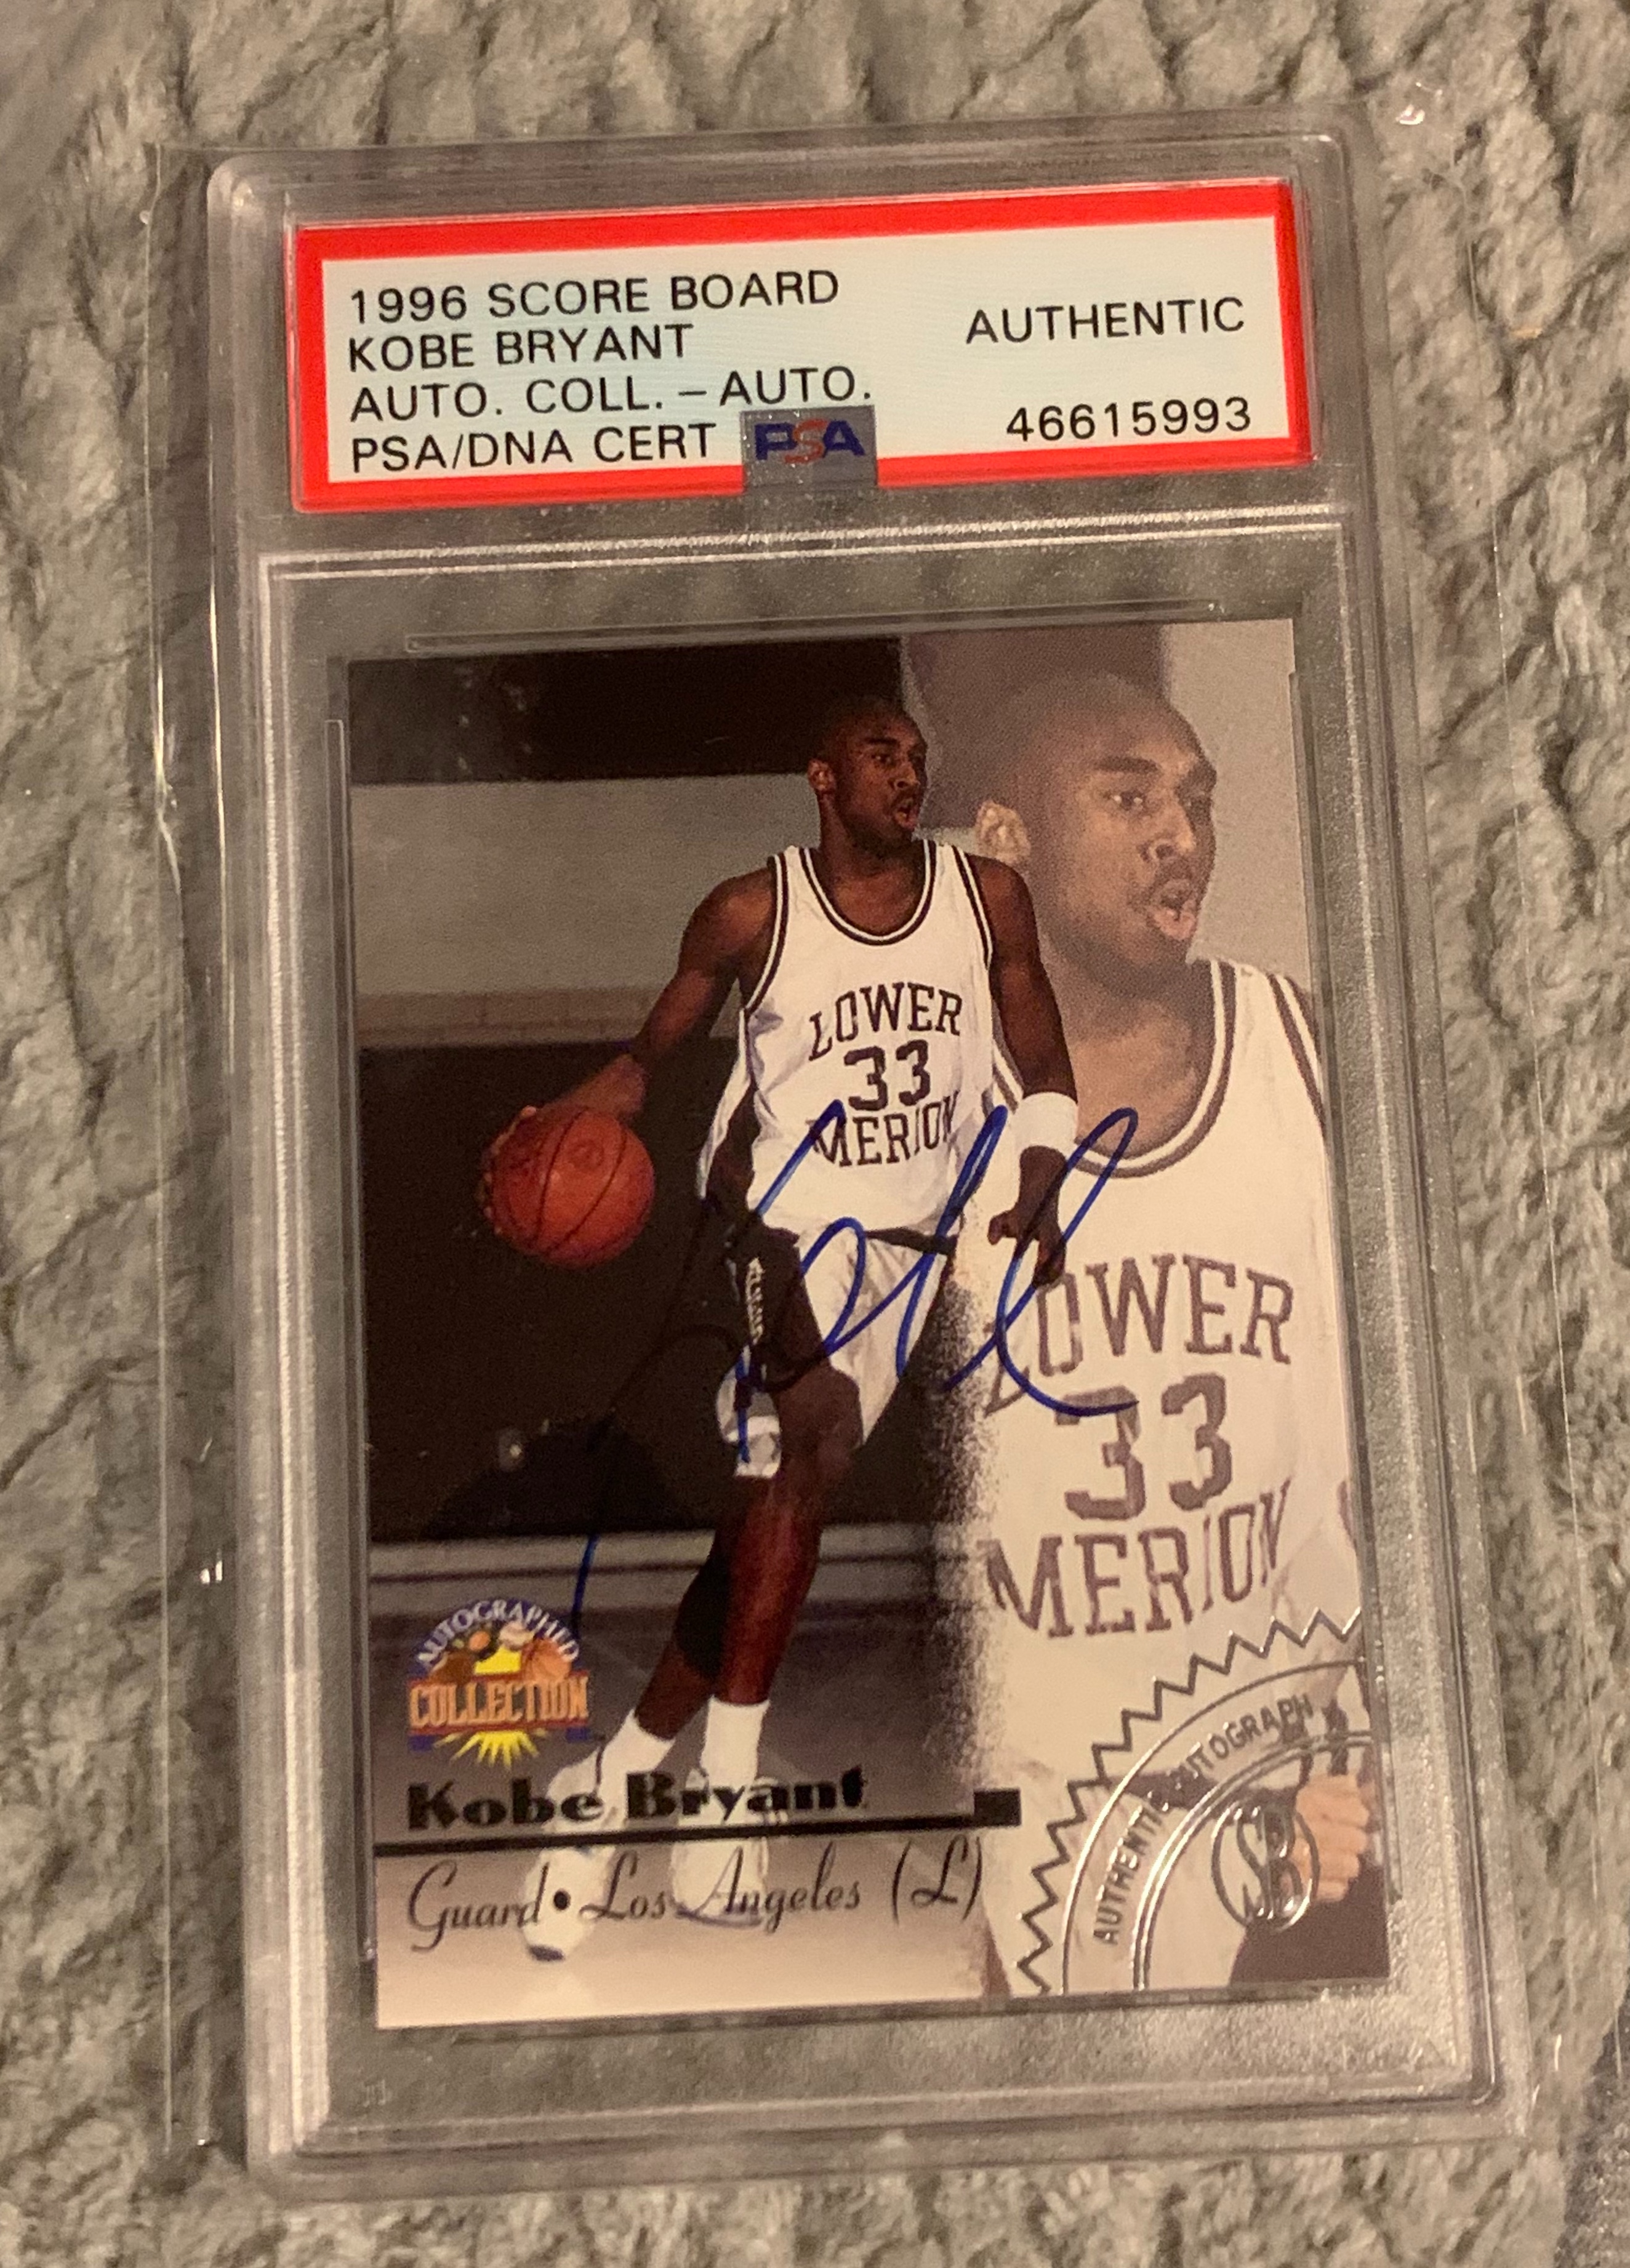 1996 SCORE BOARD
KOBE BRYANT
AUTO. COLL. – AUTO.
PSA/DNA CERT
AUTHENTIC
46615993
PSA
LOWER
33
MERION
LOWER
33
MERION
AUTOGRAPHED
COLLECTION
Kobe Bryant
Guard • Los Angeles (L)
AUTHENTIC AUTOGRAPH
SB